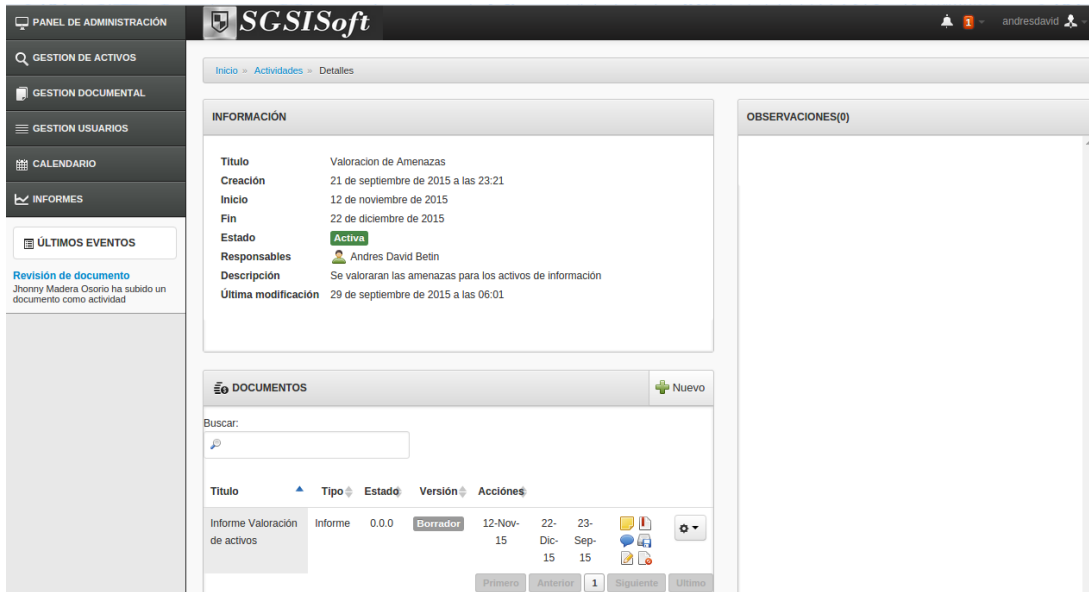 PANEL DE ADMINISTRACIÓN
GESTION DE ACTIVOS
GESTION DOCUMENTAL
GESTION USUARIOS
CALENDARIO
INFORMES
ÚLTIMOS EVENTOS
Revisión de documento
Jhonny Madera Osorio ha subido un
documento como actividad
SGSISoft
1
andresdavid
Inicio » Actividades » Detalles
INFORMACIÓN
Titulo Valoracion de Amenazas
Creación 21 de septiembre de 2015 a las 23:21
Inicio 12 de noviembre de 2015
Fin 22 de diciembre de 2015
Estado Activa
Responsables Andres David Betin
Descripción Se valoraran las amenazas para los activos de información
Última modificación 29 de septiembre de 2015 a las 06:01
OBSERVACIONES(0)
DOCUMENTOS
Nuevo
Buscar:
Titulo Tipo Estado Versión Acciónes
Informe Valoración Informe 0.0.0 Borrador 12-Nov- 22- 23-
de activos 15 Dic- Sep-
15 15
Primero Anterior 1 Siguiente Ultimo